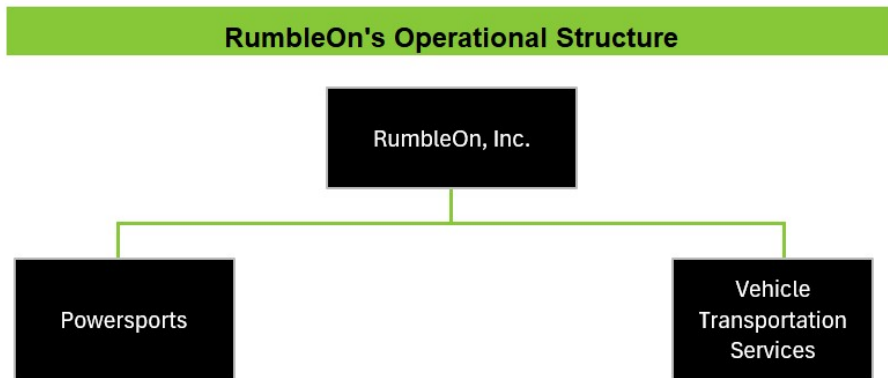 RumbleOn's Operational Structure
RumbleOn, Inc.
Powersports
Vehicle
Transportation
Services